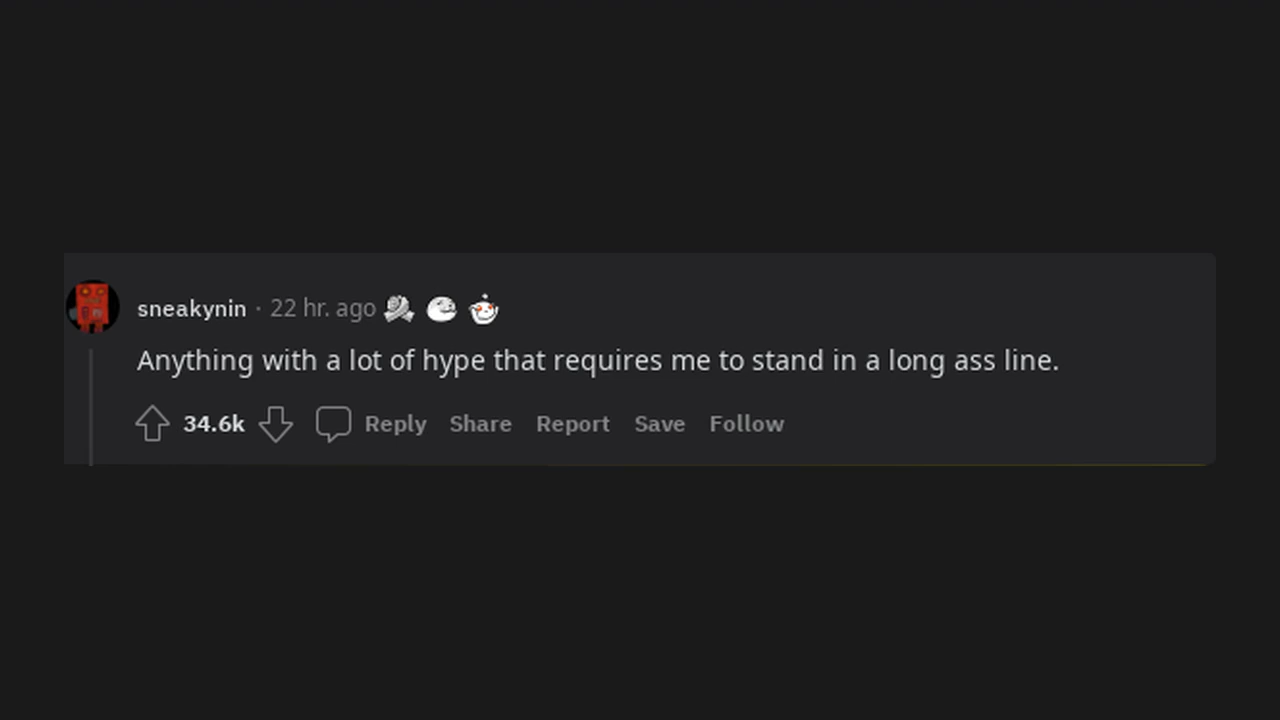 sneakynin · 22 hr. ago
Anything with a lot of hype that requires me to stand in a long ass line.
34.6k Reply Share Report Save Follow